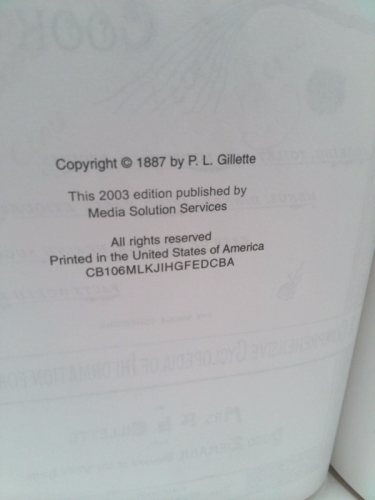 Copyright © 1887 by P. L. Gillette
This 2003 edition published by
Media Solution Services
All rights reserved
Printed in the United States of America
CB106MLKJIHGFEDCBA